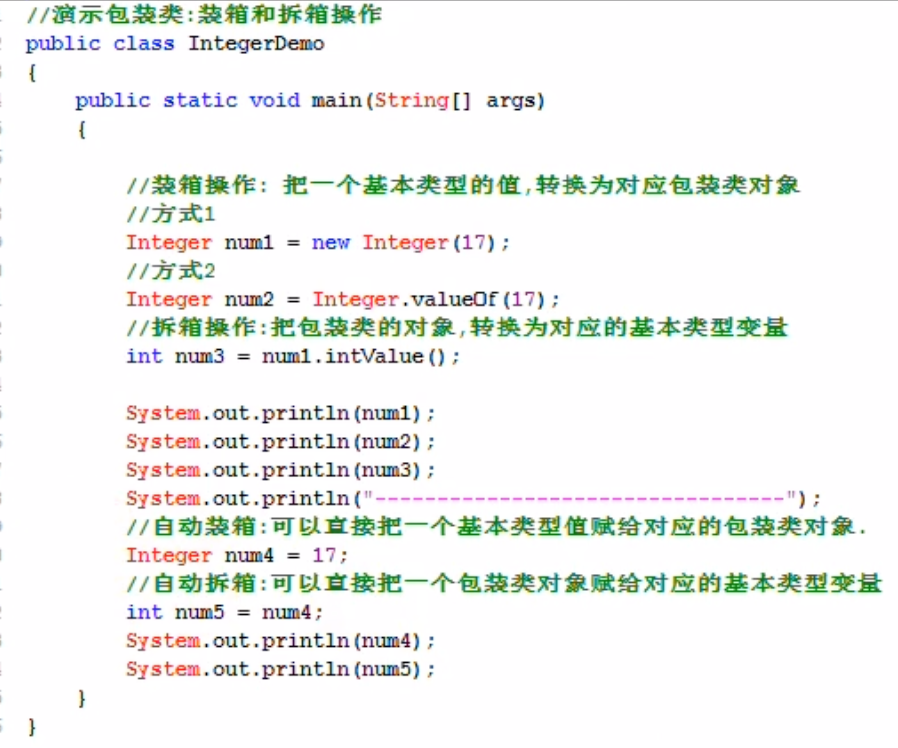 //演示包装类:装箱和拆箱操作
public class IntegerDemo
{
    public static void main(String[] args)
    {
        //装箱操作: 把一个基本类型的值,转换为对应包装类对象
        //方式1
        Integer num1 = new Integer(17);
        //方式2
        Integer num2 = Integer.valueOf(17);
        //拆箱操作:把包装类的对象,转换为对应的基本类型变量
        int num3 = num1.intValue();
        System.out.println(num1);
        System.out.println(num2);
        System.out.println(num3);
        System.out.println("---------------------------------");
        //自动装箱:可以直接把一个基本类型值赋给对应的包装类对象.
        Integer num4 = 17;
        //自动拆箱:可以直接把一个包装类对象赋给对应的基本类型变量
        int num5 = num4;
        System.out.println(num4);
        System.out.println(num5);
    }
}